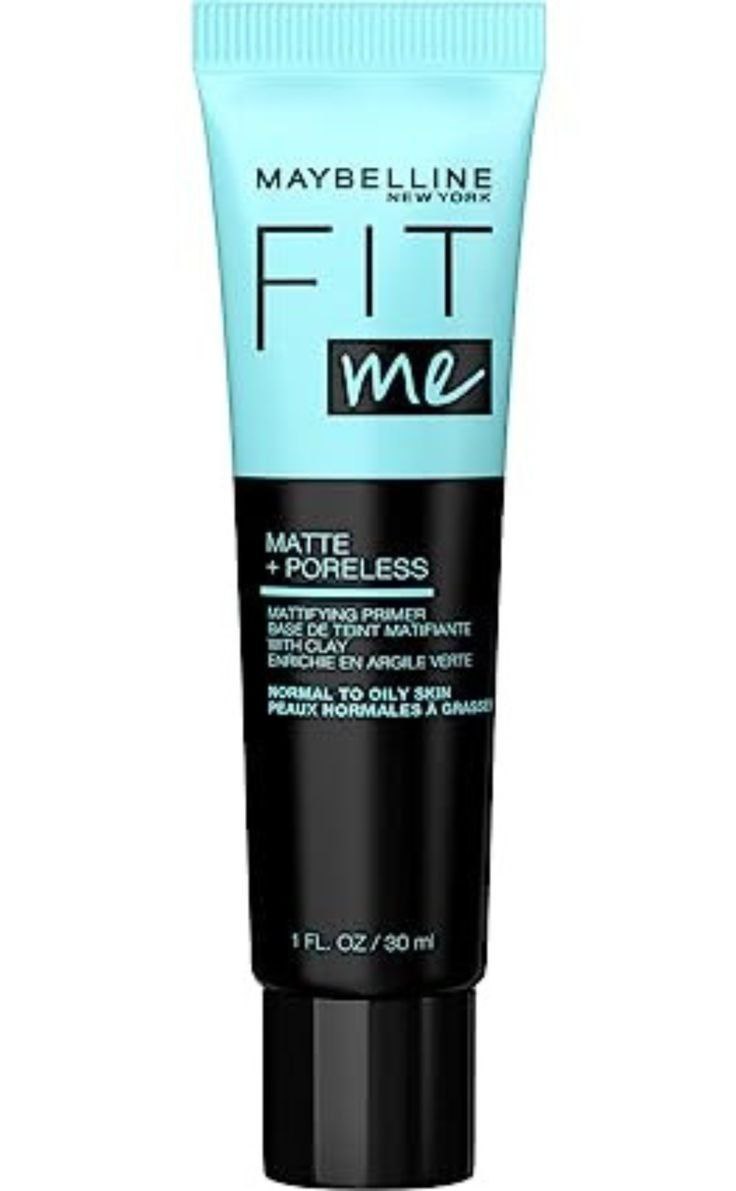 MAYBELLINE
NEW YORK
FIT
me
MATTE
+ PORELESS
MATTIFYING PRIMER
BASE DE TEINT MATIFIANTE
WITH CLAY
ENRICHIE EN ARGILE VERTE
NORMAL TO OILY SKIN
PEAUX NORMALES À GRASSES
1 FL. OZ / 30 ml